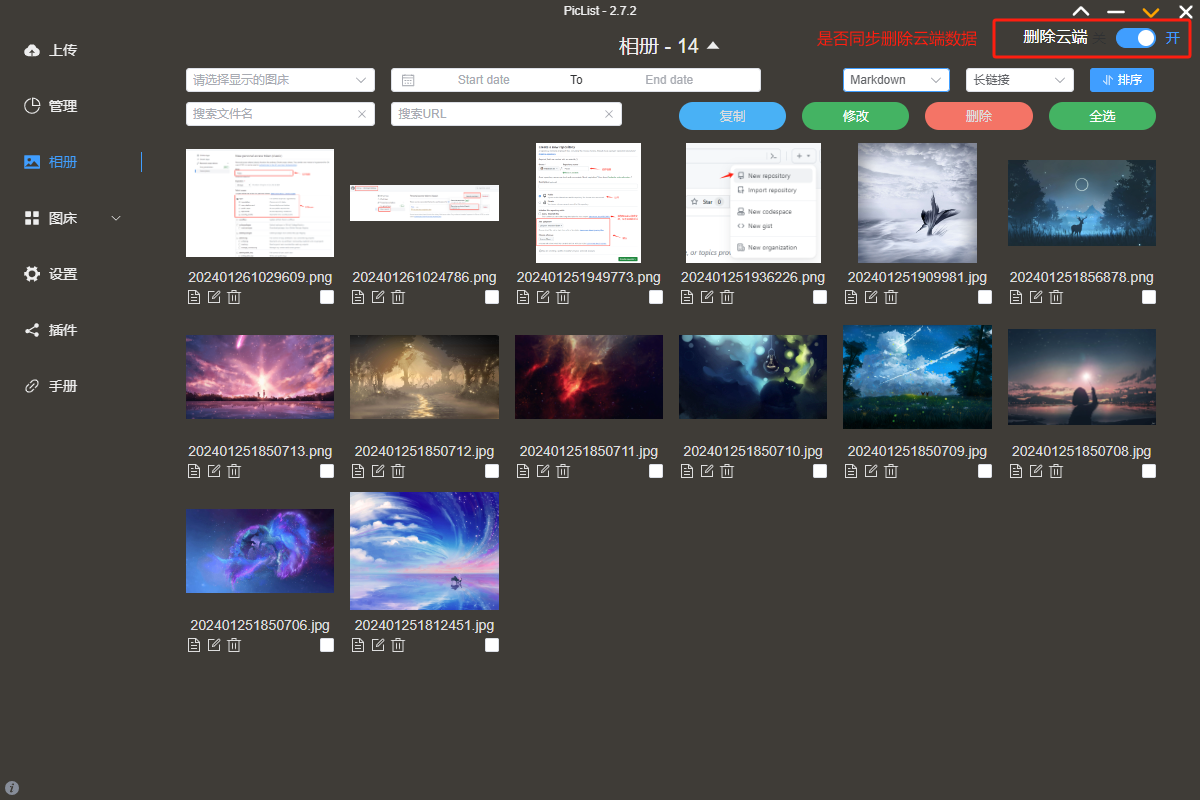 PicList - 2.7.2
上传
管理
相册
图床
设置
插件
手册
相册 - 14
是否同步删除云端数据
删除云端
开
请选择显示的图床
Start date
To
End date
Markdown
长链接
排序
搜索文件名
搜索URL
复制
修改
删除
全选
New repository
Import repository
Star 0
New codespace
New gist
New organization
, or topics
202401261029609.png
202401261024786.png
202401251949773.png
202401251936226.png
202401251909981.jpg
202401251856878.png
202401251850713.png
202401251850712.jpg
202401251850711.jpg
202401251850710.jpg
202401251850709.jpg
202401251850708.jpg
202401251850706.jpg
202401251812451.jpg